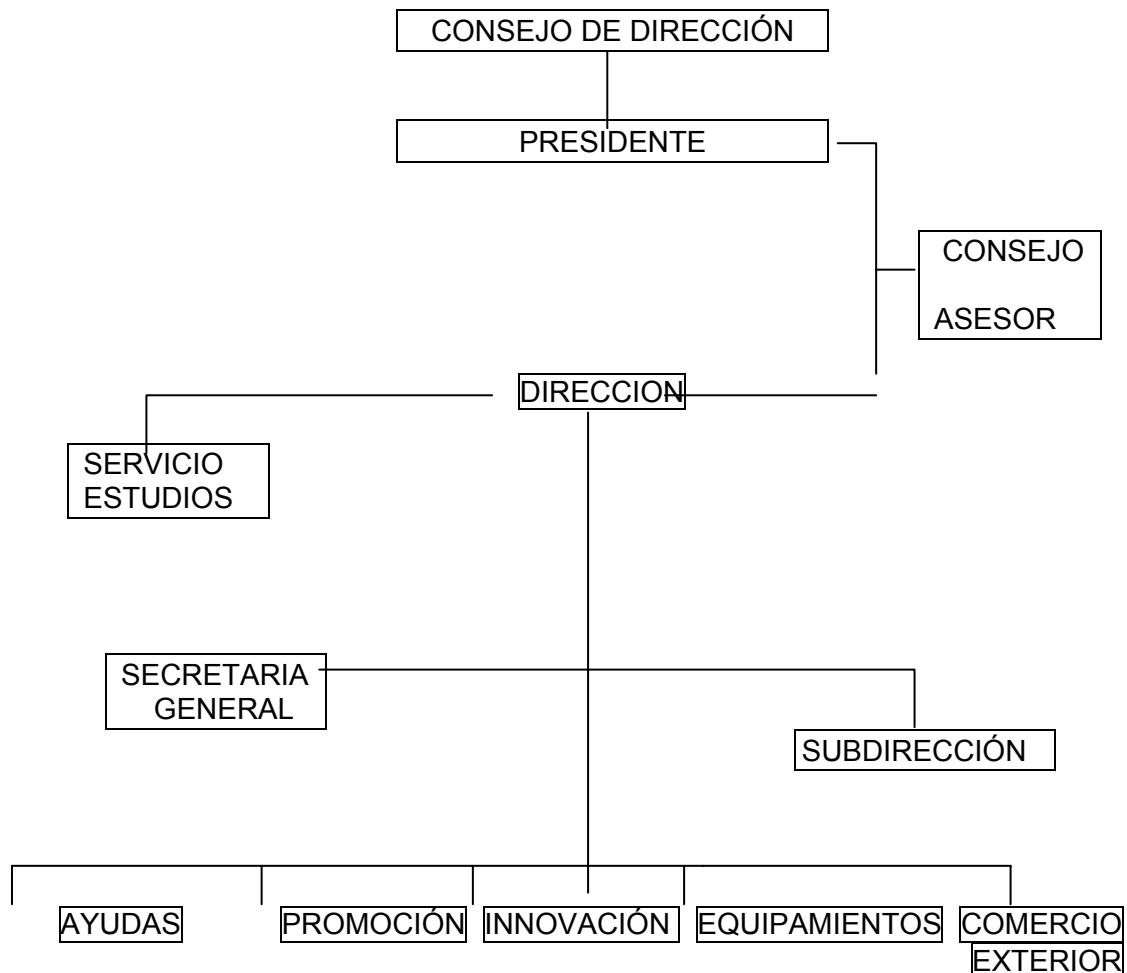 CONSEJO DE DIRECCIÓN
PRESIDENTE
CONSEJO
ASESOR
DIRECCION
SERVICIO
ESTUDIOS
SECRETARIA
GENERAL
SUBDIRECCIÓN
AYUDAS
PROMOCIÓN
INNOVACIÓN
EQUIPAMIENTOS
COMERCIO
EXTERIOR